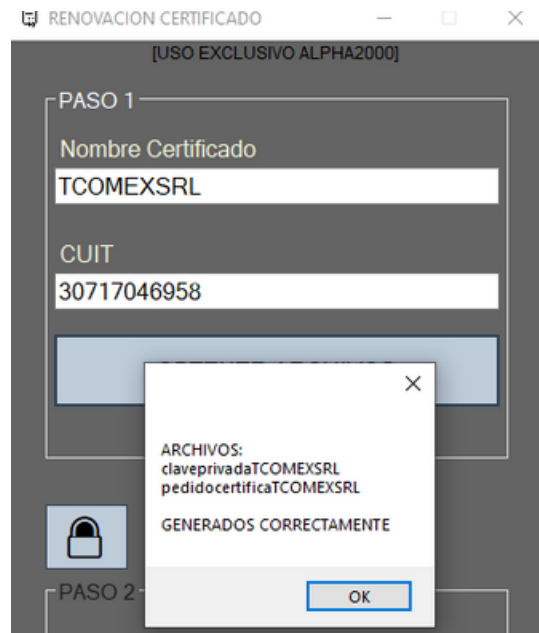 RENOVACION CERTIFICADO
[USO EXCLUSIVO ALPHA2000]
PASO 1
Nombre Certificado
TCOMEXSRL
CUIT
30717046958
ARCHIVOS:
claveprivadaTCOMEXSRL
pedidocertificaTCOMEXSRL
GENERADOS CORRECTAMENTE
OK
PASO 2